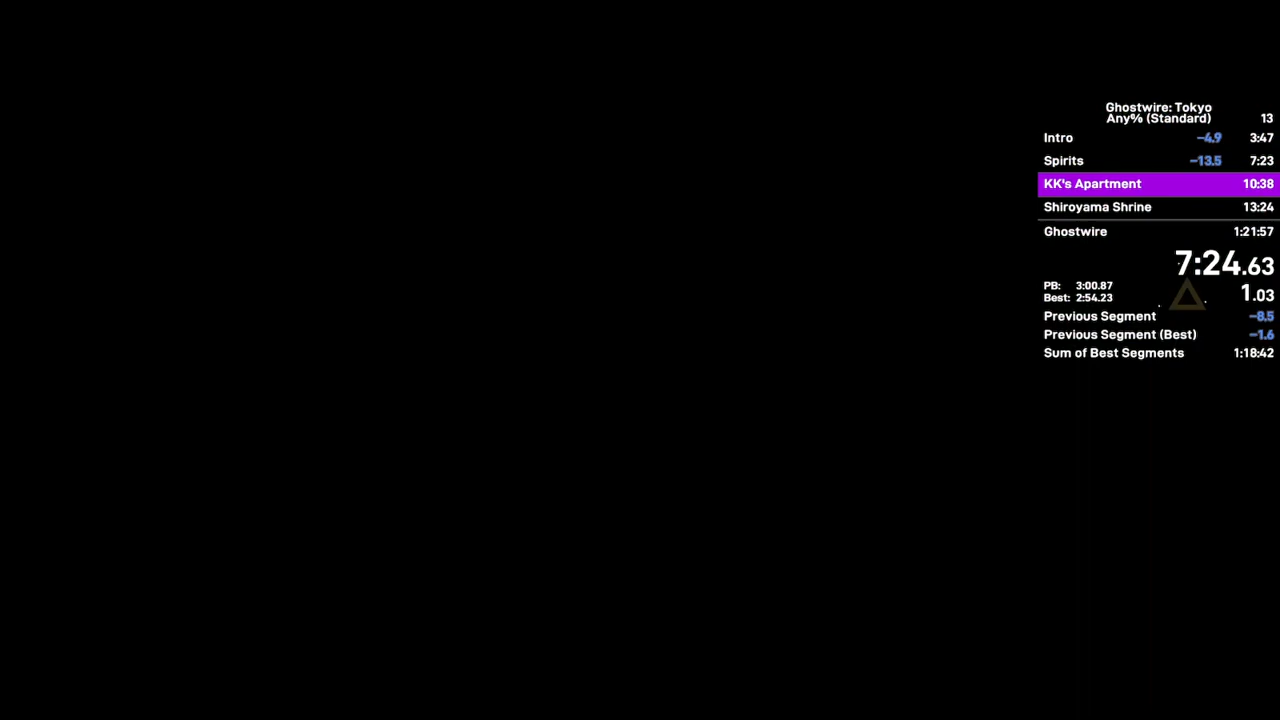 Ghostwire: Tokyo
Any% (Standard) 13
Intro -4.9 3:47
Spirits -13.5 7:23
KK's Apartment 10:38
Shiroyama Shrine 13:24
Ghostwire 1:21:57
7:24.63
PB: 3:00.87
Best: 2:54.23 1.03
Previous Segment -8.5
Previous Segment (Best) -1.6
Sum of Best Segments 1:18:42